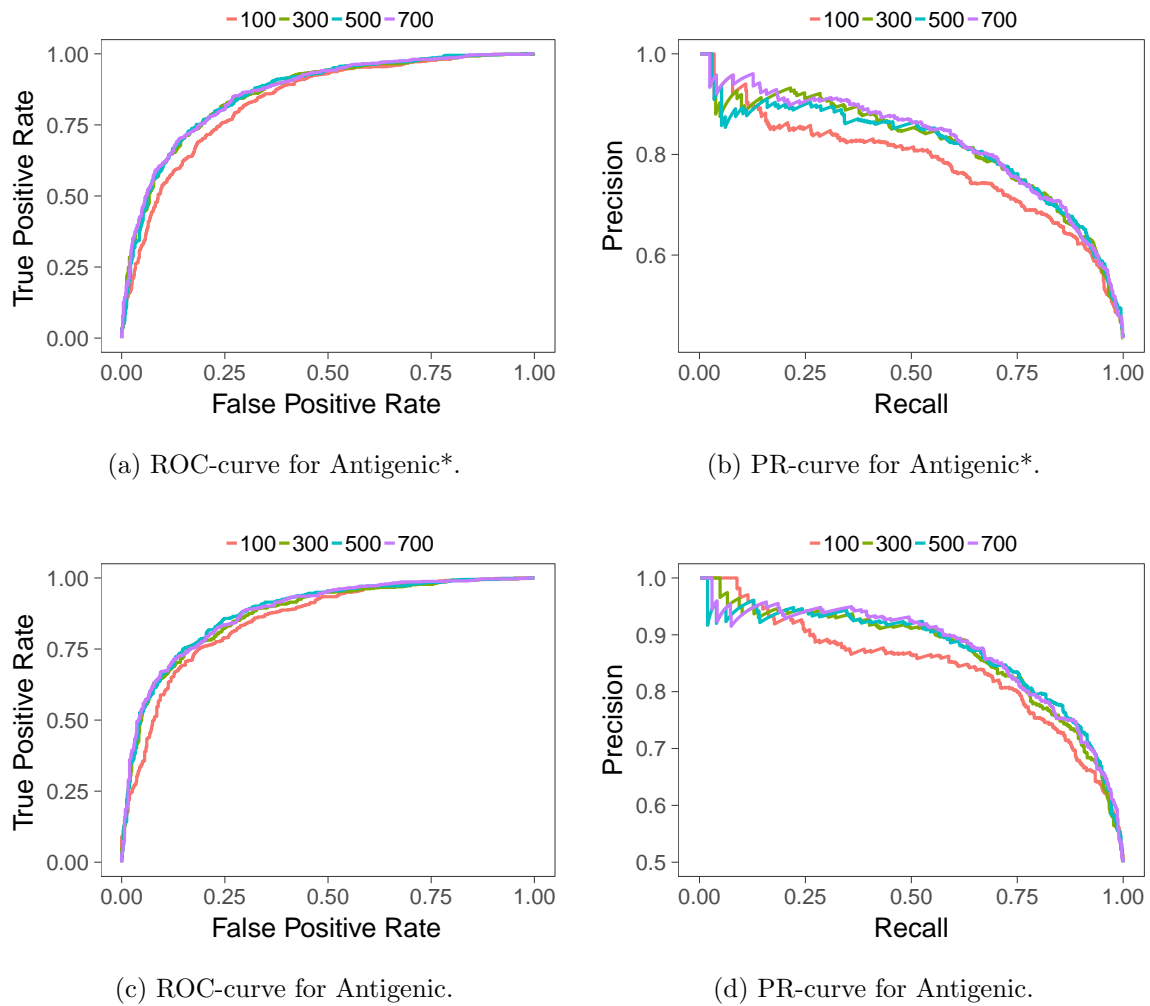 100 300 500 700
1.00
0.75
0.50
0.25
0.00
True Positive Rate
0.00 0.25 0.50 0.75 1.00
False Positive Rate
(a) ROC-curve for Antigenic*.
100 300 500 700
1.0
0.8
0.6
Precision
0.00 0.25 0.50 0.75 1.00
Recall
(b) PR-curve for Antigenic*.
100 300 500 700
1.00
0.75
0.50
0.25
0.00
True Positive Rate
0.00 0.25 0.50 0.75 1.00
False Positive Rate
(c) ROC-curve for Antigenic.
100 300 500 700
1.0
0.9
0.8
0.7
0.6
0.5
Precision
0.00 0.25 0.50 0.75 1.00
Recall
(d) PR-curve for Antigenic.